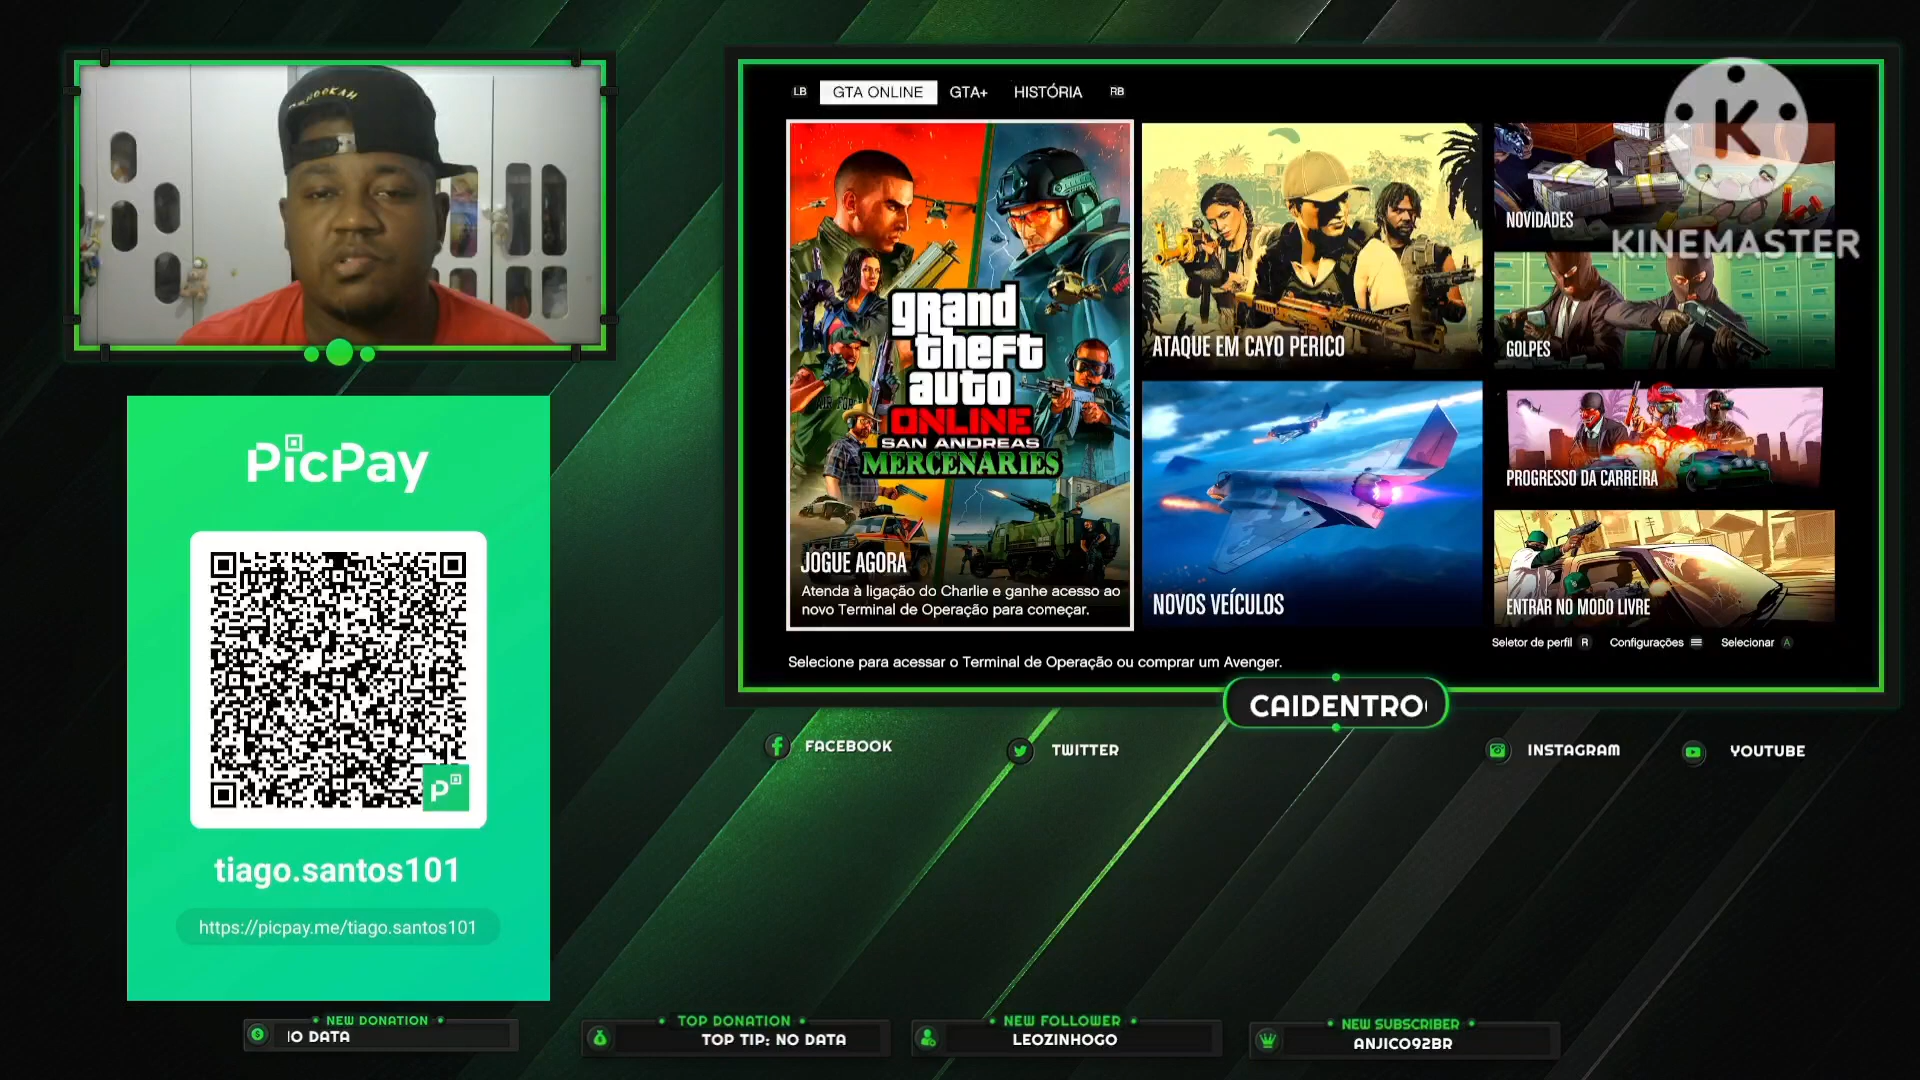 LB
GTA ONLINE
GTA+
HISTÓRIA
RB
grand
theft
auto
ONLINE
SAN ANDREAS
MERCENARIES
JOGUE AGORA
Atenda à ligação do Charlie e ganhe acesso ao
novo Terminal de Operação para começar.
ATAQUE EM CAYO PERICO
NOVOS VEÍCULOS
NOVIDADES
GOLPES
PROGRESSO DA CARREIRA
ENTRAR NO MODO LIVRE
K
KINEMASTER
Seletor de perfil R
Configurações
Selecionar A
Selecione para acessar o Terminal de Operação ou comprar um Avenger.
CAIDENTRO
FACEBOOK
TWITTER
INSTAGRAM
YOUTUBE
PicPay
P
tiago.santos101
https://picpay.me/tiago.santos101
NEW DONATION
IO DATA
TOP DONATION
TOP TIP: NO DATA
NEW FOLLOWER
LEOZINHOGO
NEW SUBSCRIBER
ANJICO92BR